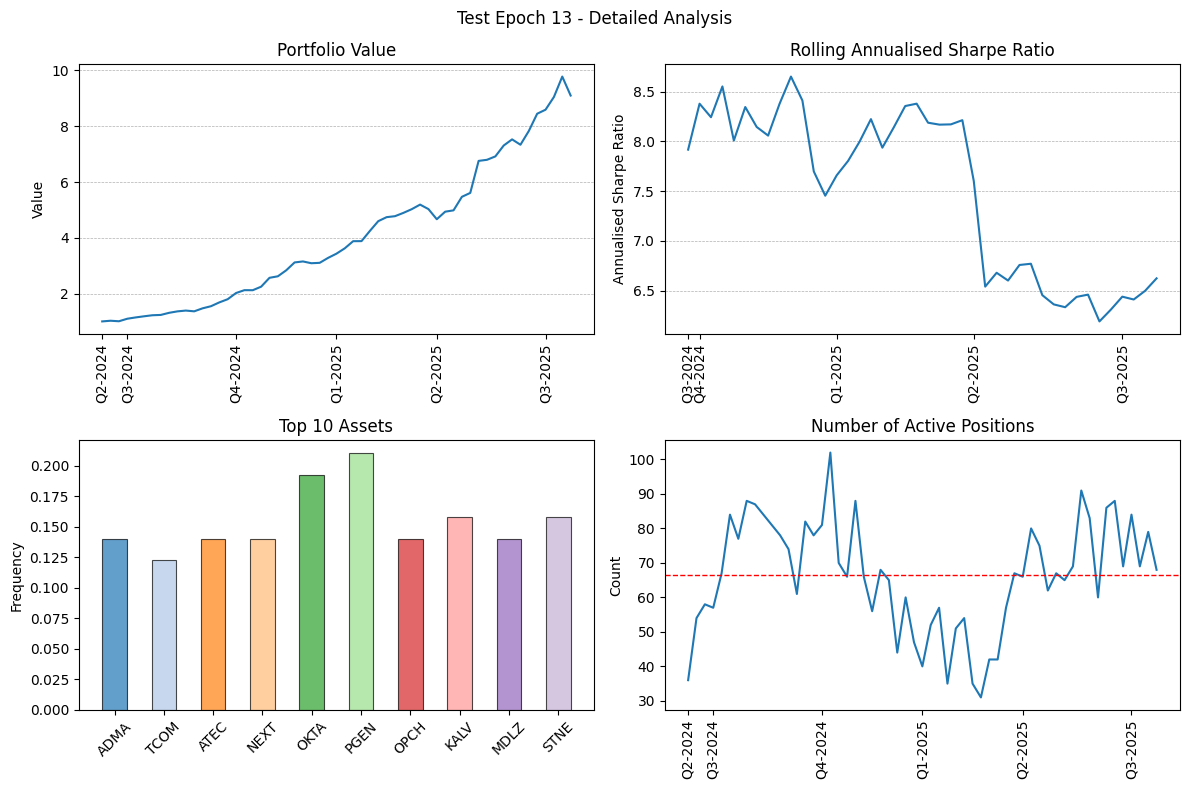 Test Epoch 13 - Detailed Analysis
Portfolio Value
Value
10
8
6
4
2
Q2-2024
Q3-2024
Q4-2024
Q1-2025
Q2-2025
Q3-2025
Rolling Annualised Sharpe Ratio
Annualised Sharpe Ratio
8.5
8.0
7.5
7.0
6.5
Q3-2024
Q4-2024
Q1-2025
Q2-2025
Q3-2025
Top 10 Assets
Frequency
0.200
0.175
0.150
0.125
0.100
0.075
0.050
0.025
0.000
ADMA
TCOM
ATEC
NEXT
OKTA
PGEN
OPCH
KALV
MDLZ
STNE
Number of Active Positions
Count
100
90
80
70
60
50
40
30
Q2-2024
Q3-2024
Q4-2024
Q1-2025
Q2-2025
Q3-2025